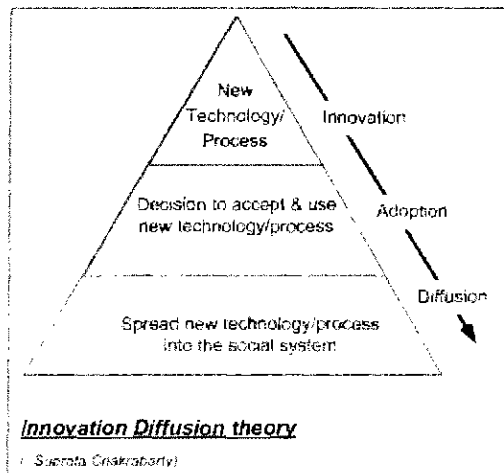 New
Technology/
Process
Innovation
Decision to accept & use
new technology/process
Adoption
Diffusion
Spread new technology/process
into the social system
Innovation Diffusion theory
Chakrabarty)